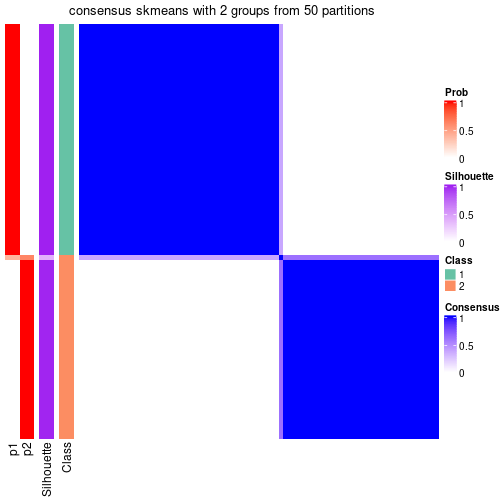 consensus skmeans with 2 groups from 50 partitions
Prob
1
0.5
0
Silhouette
1
0.5
0
Class
1
2
Consensus
1
0.5
0
p1
p2
Silhouette
Class